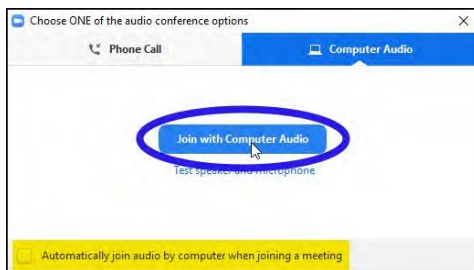 Choose ONE of the audio conference options
Phone Call
Computer Audio
Join with Computer Audio
Test speaker and microphone
Automatically join audio by computer when joining a meeting